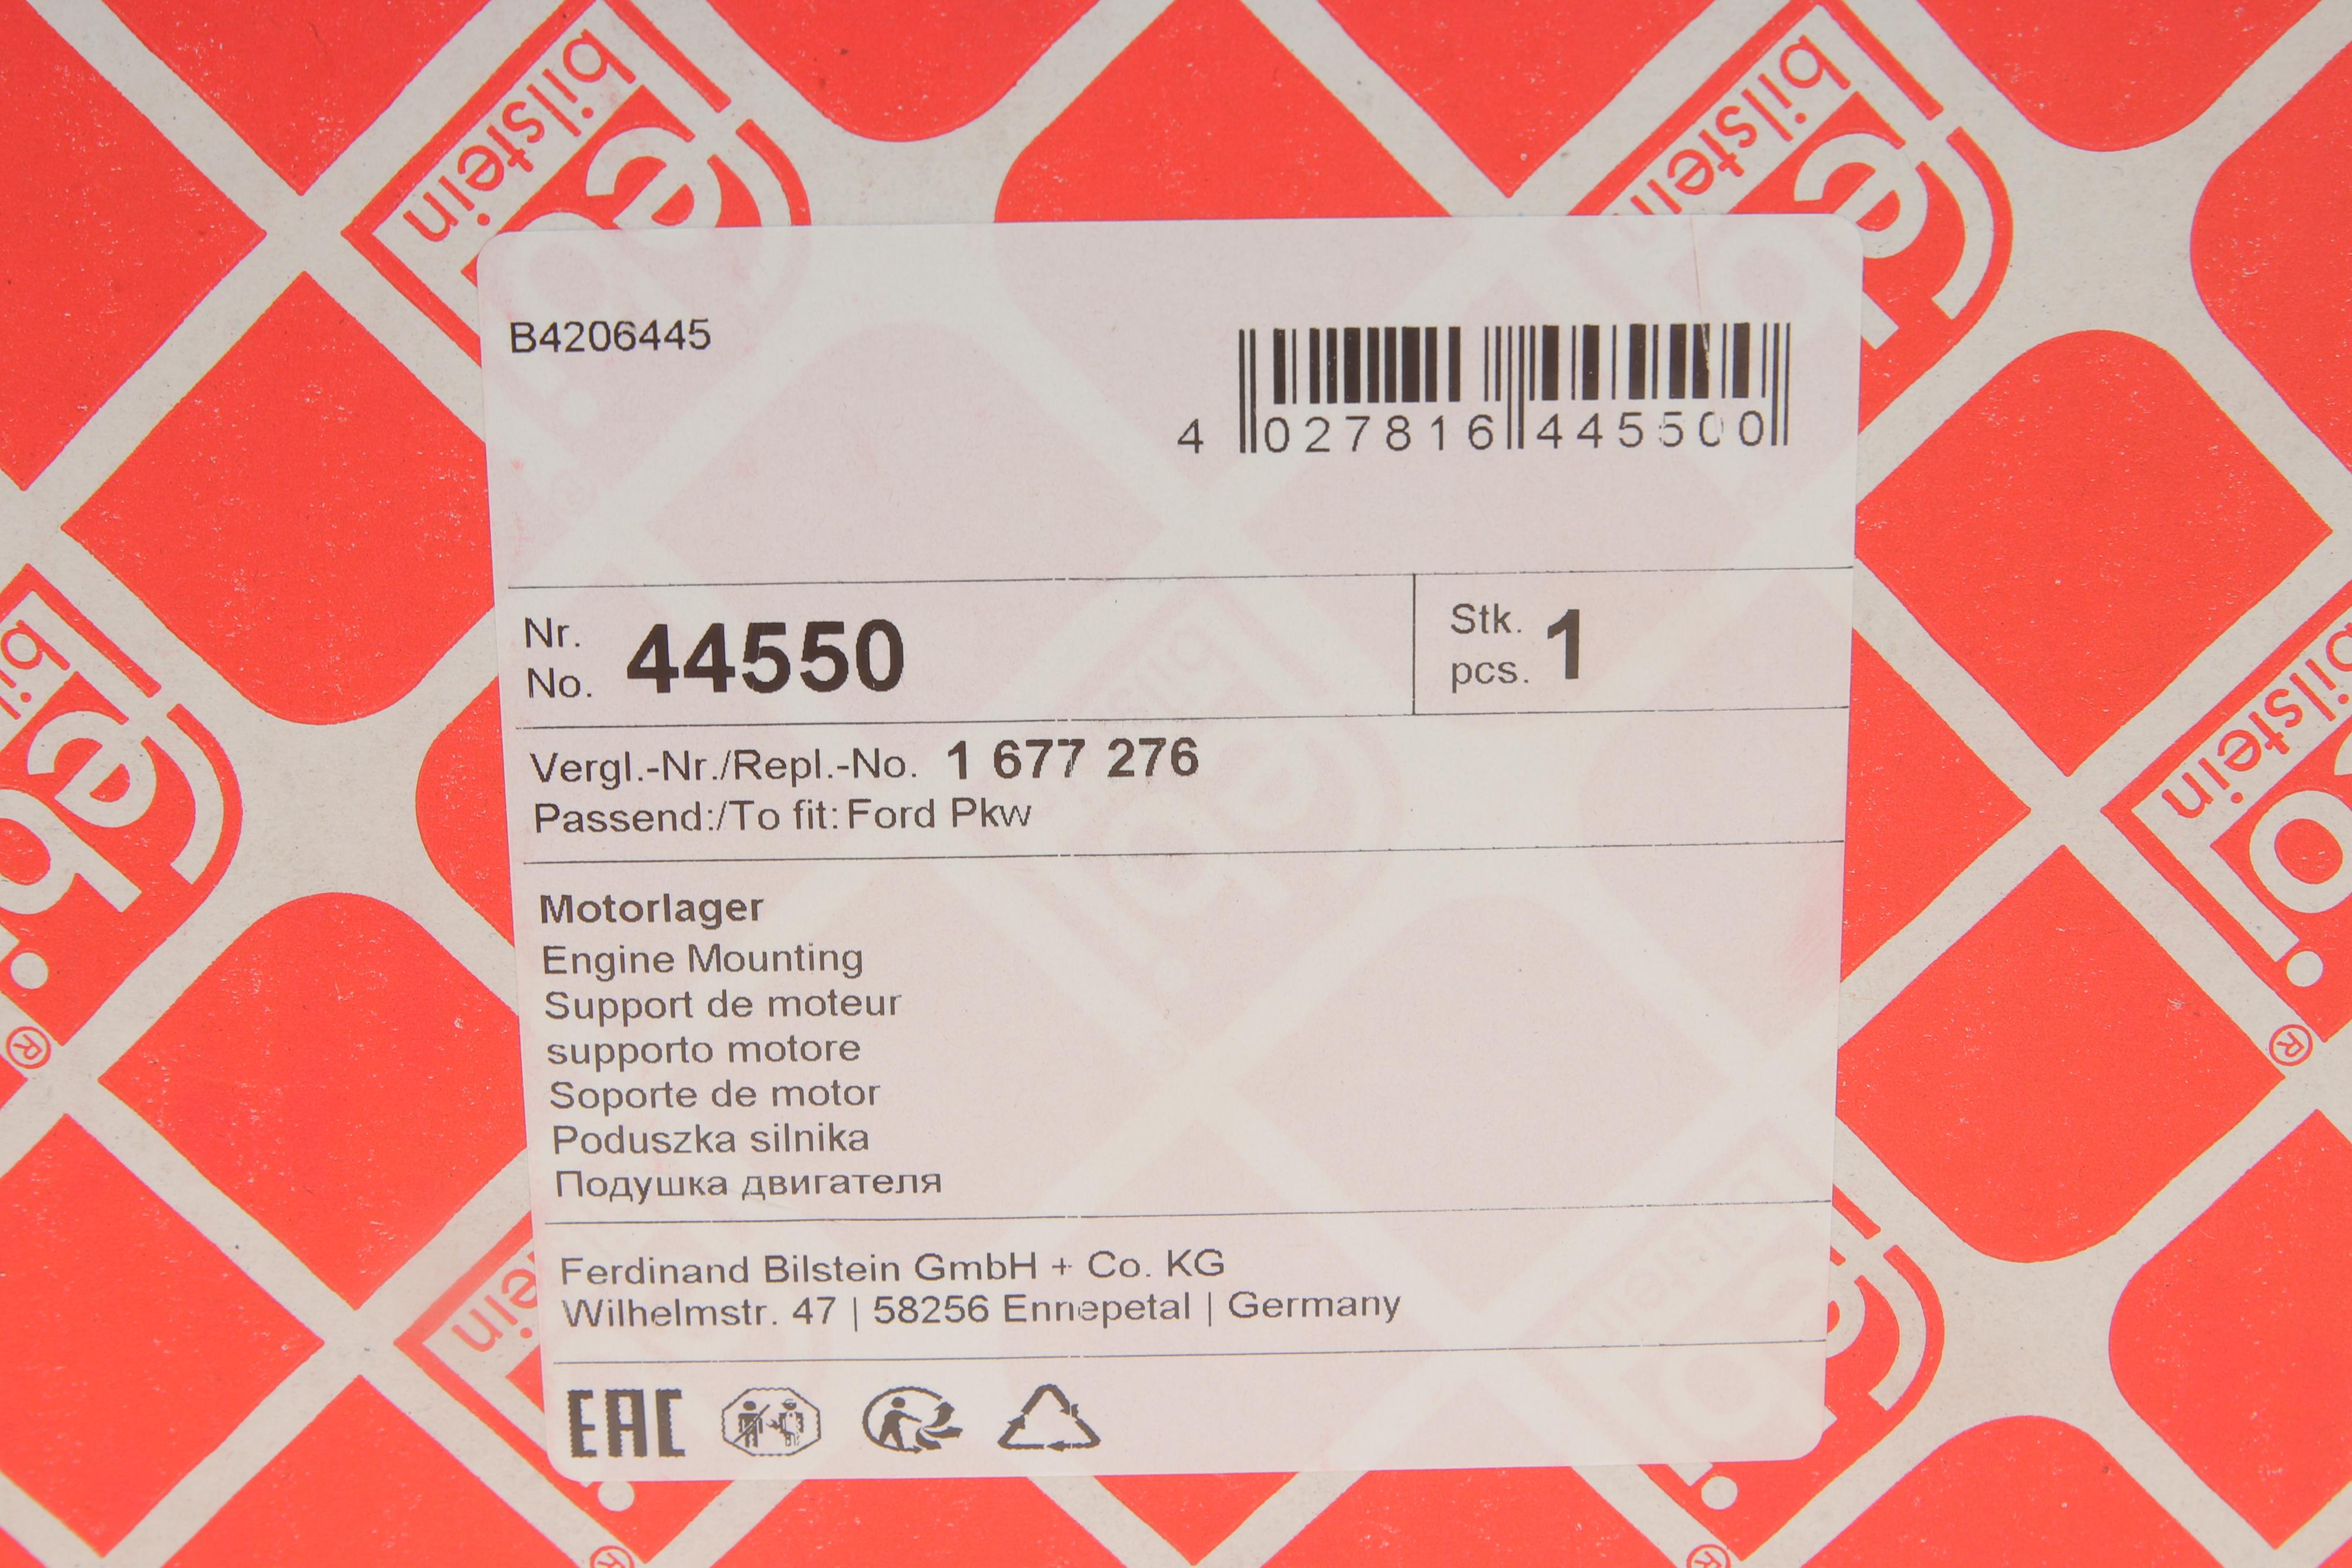 bilstein
bilstein
B4206445
4 027816 445500
Nr.
No. 44550
Stk.
pcs. 1
Vergl.-Nr./Repl.-No. 1 677 276
Passend:/To fit: Ford Pkw
Motorlager
Engine Mounting
Support de moteur
supporto motore
Soporte de motor
Poduszka silnika
Подушка двигателя
Ferdinand Bilstein GmbH + Co. KG
Wilhelmstr. 47 | 58256 Ennepetal | Germany
EAC
bilstein